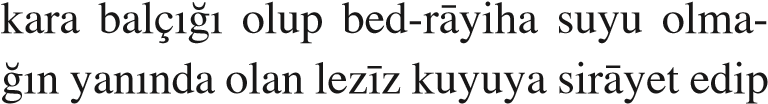 kara balçığı olup bed-rāyiha suyu olma-
ğın yanında olan lezīz kuyuya sirāyet edip